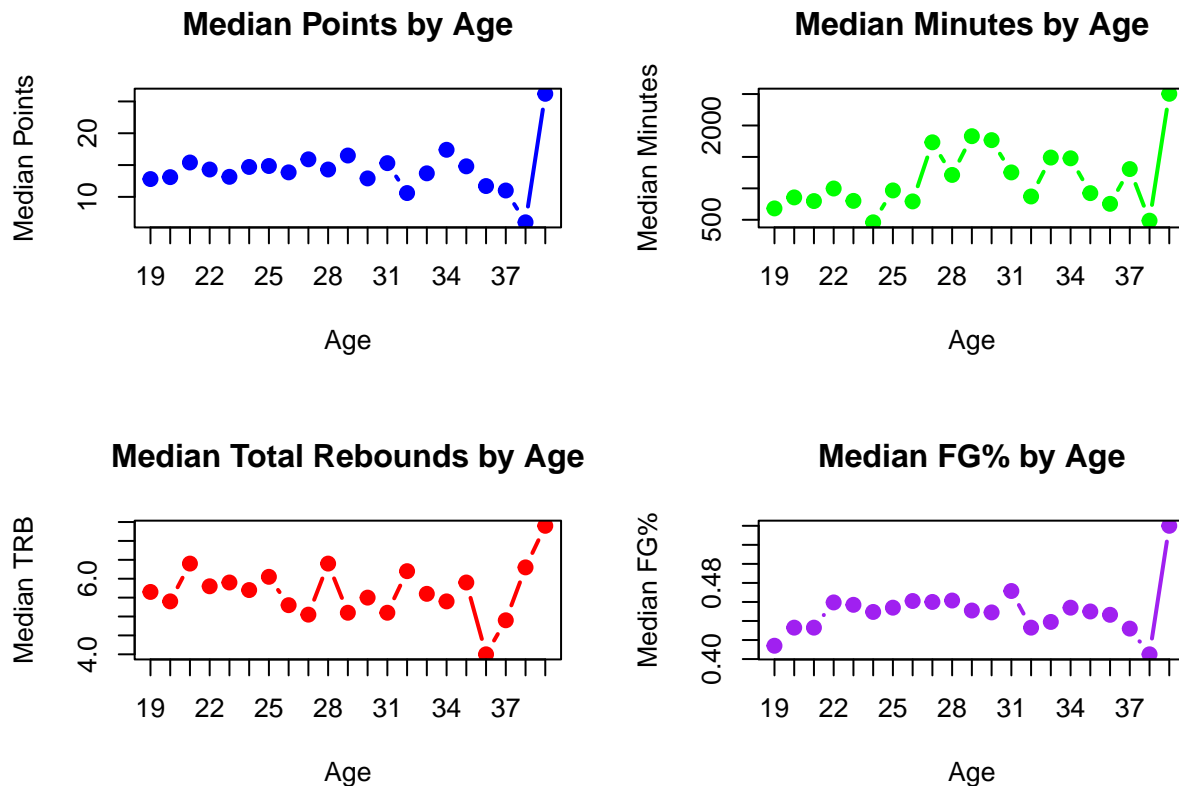 Median Points by Age
Median Points
10 20
19 22 25 28 31 34 37
Age
Median Minutes by Age
Median Minutes
500 2000
19 22 25 28 31 34 37
Age
Median Total Rebounds by Age
Median TRB
4.0 6.0
19 22 25 28 31 34 37
Age
Median FG% by Age
Median FG%
0.40 0.48
19 22 25 28 31 34 37
Age